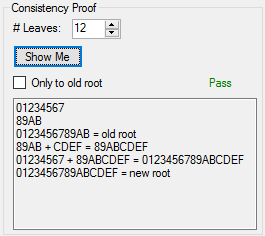 Consistency Proof
# Leaves: 12
Show Me
Only to old root Pass
01234567
89AB
0123456789AB = old root
89AB + CDEF = 89ABCDEF
01234567 + 89ABCDEF = 0123456789ABCDEF
0123456789ABCDEF = new root